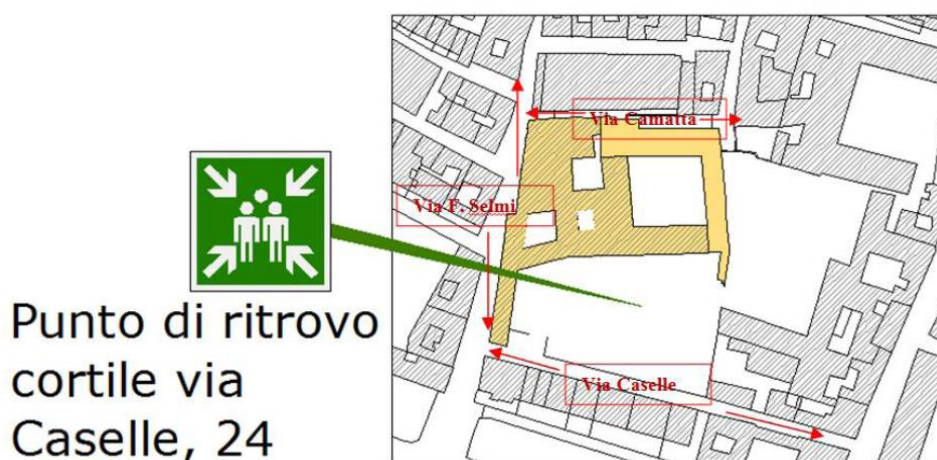 Via Camatta
Via F. Selmi
Punto di ritrovo
cortile via
Caselle, 24
Via Caselle